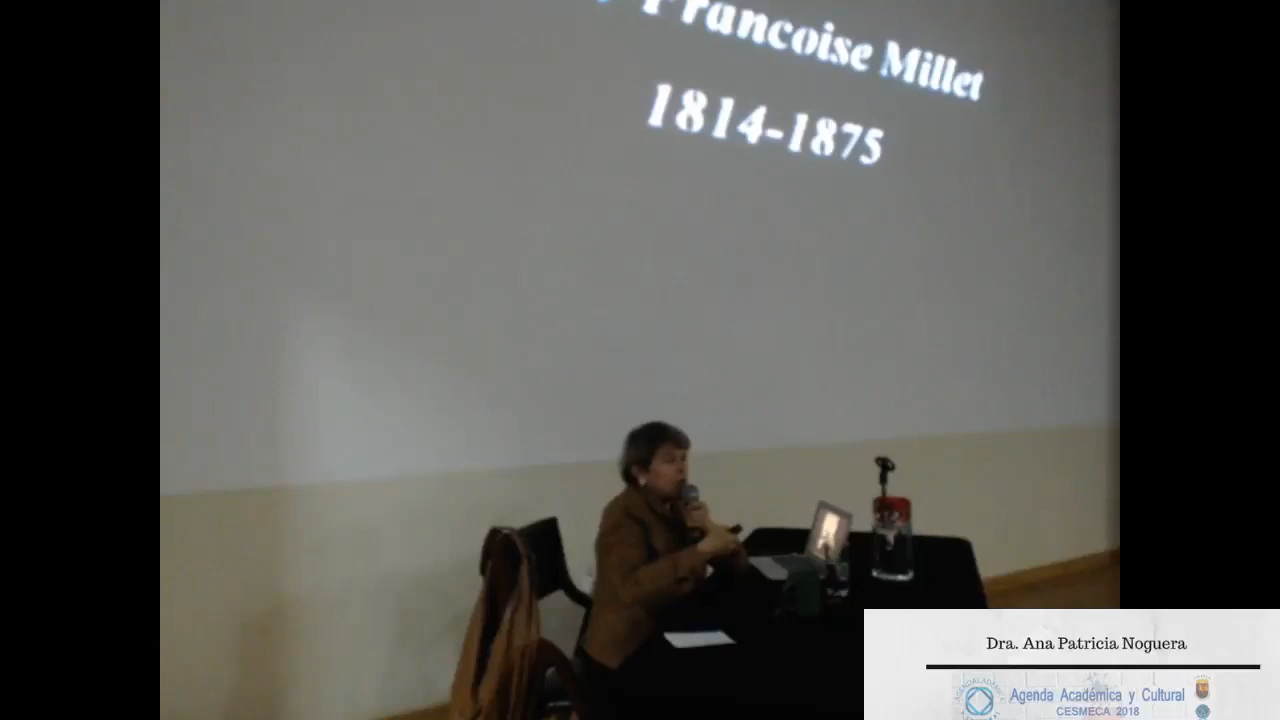 Francoise Millet
1814-1875
Dra. Ana Patricia Noguera
Agenda Académica y Cultural
CESMECA 2018